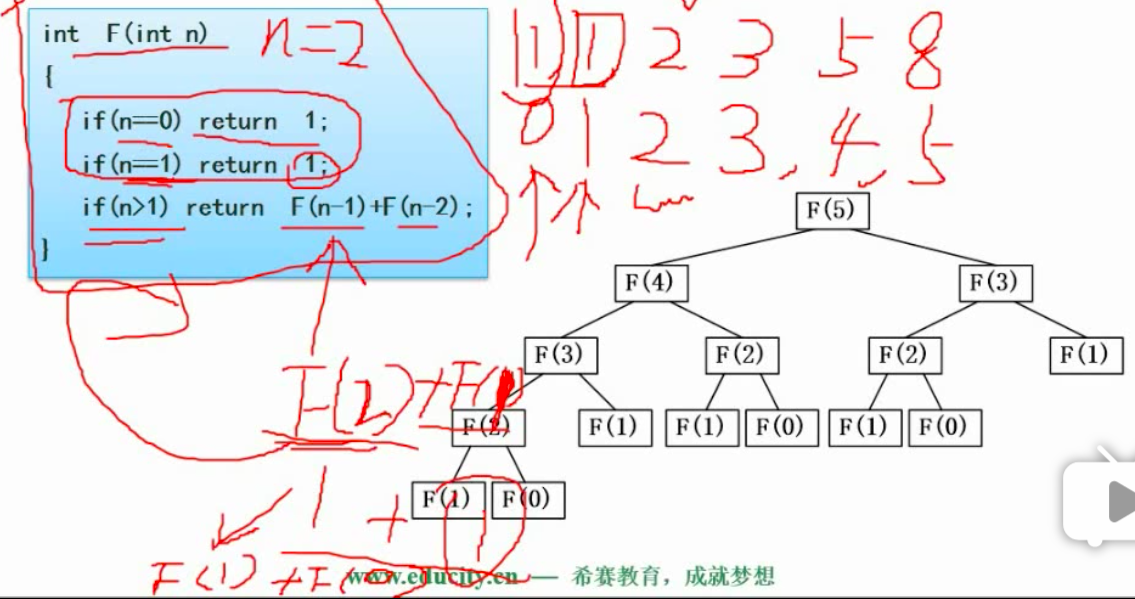 int F(int n)
n=2
{
if(n==0) return 1;
if(n==1) return 1;
if(n>1) return F(n-1)+F(n-2);
}
1 1 2 3 5 8
0 1 2 3, 4, 5
F(5)
F(4) F(3)
F(3) F(2) F(2) F(1)
F(2)+F(1)
F(2) F(1) F(1) F(0) F(1) F(0)
F(1) F(0)
1 + 1
F(1)+F(0)
www.educity.cn — 希赛教育，成就梦想